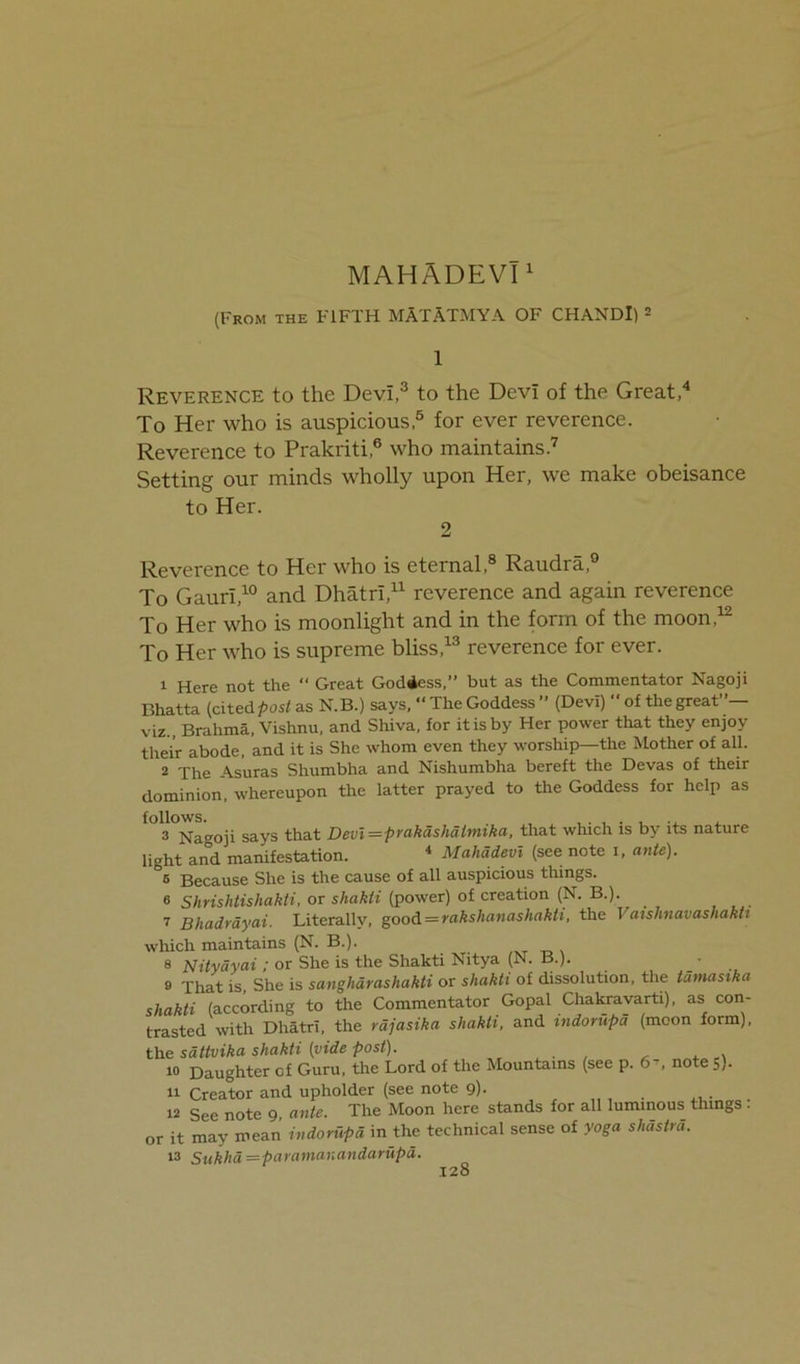 MAHĀDEVĪ ¹
(From the FIFTH MĀTĀTMYA OF CHANDĪ) ²
1
Reverence to the Devī,³ to the Devī of the Great,⁴
To Her who is auspicious,⁵ for ever reverence.
Reverence to Prakriti,⁶ who maintains.⁷
Setting our minds wholly upon Her, we make obeisance
to Her.
2
Reverence to Her who is eternal,⁸ Raudrā,⁹
To Gaurī,¹⁰ and Dhātrī,¹¹ reverence and again reverence
To Her who is moonlight and in the form of the moon,¹²
To Her who is supreme bliss,¹³ reverence for ever.
1 Here not the " Great Goddess," but as the Commentator Nagoji
Bhatta (cited post as N.B.) says, " The Goddess " (Devī) " of the great"—
viz., Brahmā, Vishnu, and Shiva, for it is by Her power that they enjoy
their abode, and it is She whom even they worship—the Mother of all.
2 The Asuras Shumbha and Nishumbha bereft the Devas of their
dominion, whereupon the latter prayed to the Goddess for help as
follows.
3 Nagoji says that Devī=prakāshātmika, that which is by its nature
light and manifestation. 4 Mahādevī (see note 1, ante).
5 Because She is the cause of all auspicious things.
6 Shrishtishakti, or shakti (power) of creation (N. B.).
7 Bhadrāyai. Literally, good=rakshanashakti, the Vaishnavashakti
which maintains (N. B.).
8 Nityāyai ; or She is the Shakti Nitya (N. B.).
9 That is, She is sanghārashakti or shakti of dissolution, the tāmasika
shakti (according to the Commentator Gopal Chakravarti), as con-
trasted with Dhātrī, the rājasika shakti, and indorūpā (moon form),
the sāttvika shakti (vide post).
10 Daughter of Guru, the Lord of the Mountains (see p. 6 , note 5).
11 Creator and upholder (see note 9).
12 See note 9, ante. The Moon here stands for all luminous things :
or it may mean indorūpā in the technical sense of yoga shāstrā.
13 Sukhā=paramanandarūpā.
128